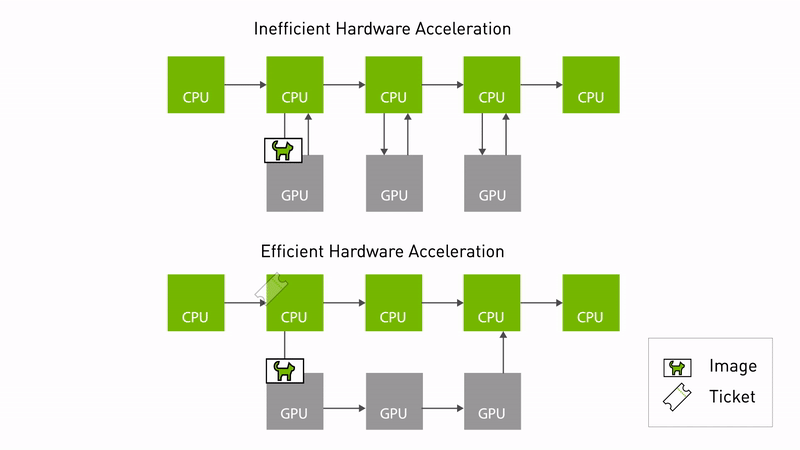 Inefficient Hardware Acceleration
CPU CPU CPU CPU CPU
GPU GPU GPU
Efficient Hardware Acceleration
CPU CPU CPU CPU CPU
GPU GPU GPU
Image
Ticket